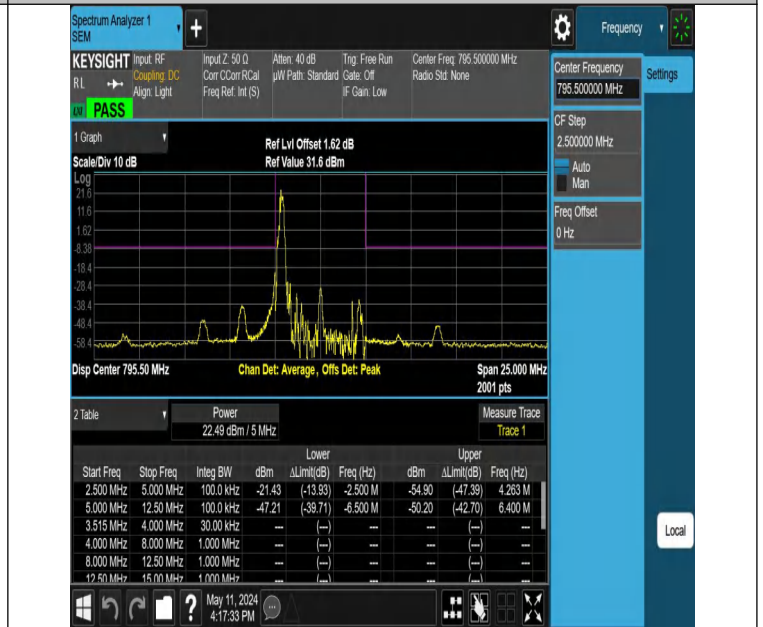 Spectrum Analyzer 1
SEM
Frequency
KEYSIGHT
RL
PASS
Input: RF
Coupling: DC
Align: Light
Input Z: 50 Ω
Corr CCorr RCal
Freq Ref: Int (S)
Atten: 40 dB
µW Path: Standard
Trig: Free Run
Gate: Off
IF Gain: Low
Center Freq: 795.500000 MHz
Radio Std: None
Center Frequency
795.500000 MHz
Settings
CF Step
2.500000 MHz
Auto
Man
Freq Offset
0 Hz
1 Graph
Scale/Div 10 dB
Ref Lvl Offset 1.62 dB
Ref Value 31.6 dBm
Log
21.6
11.6
1.62
-8.38
-18.4
-28.4
-38.4
-48.4
-58.4
Disp Center 795.50 MHz
Chan Det: Average, Offs Det: Peak
Span 25.000 MHz
2001 pts
2 Table
Power
22.49 dBm / 5 MHz
Measure Trace
Trace 1
Lower Upper
Start Freq Stop Freq Integ BW dBm ΔLimit(dB) Freq (Hz) dBm ΔLimit(dB) Freq (Hz)
2.500 MHz 5.000 MHz 100.0 kHz -21.43 (-13.93) -2.500 M -54.90 (-47.39) 4.263 M
5.000 MHz 12.50 MHz 100.0 kHz -47.21 (-39.71) -6.500 M -50.20 (-42.70) 6.400 M
3.515 MHz 4.000 MHz 30.00 kHz --- (---) --- --- (---) ---
4.000 MHz 8.000 MHz 1.000 MHz --- (---) --- --- (---) ---
8.000 MHz 12.50 MHz 1.000 MHz --- (---) --- --- (---) ---
12.50 MHz 15.00 MHz 1.000 MHz --- (---) --- --- (---) ---
Local
May 11, 2024
4:17:33 PM